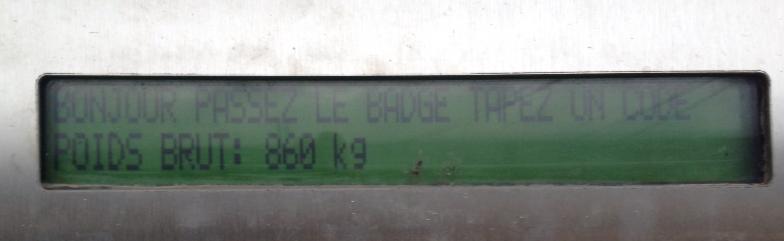 BONJOUR PASSEZ LE BADGE TAPEZ UN CODE
POIDS BRUT: 860 kg